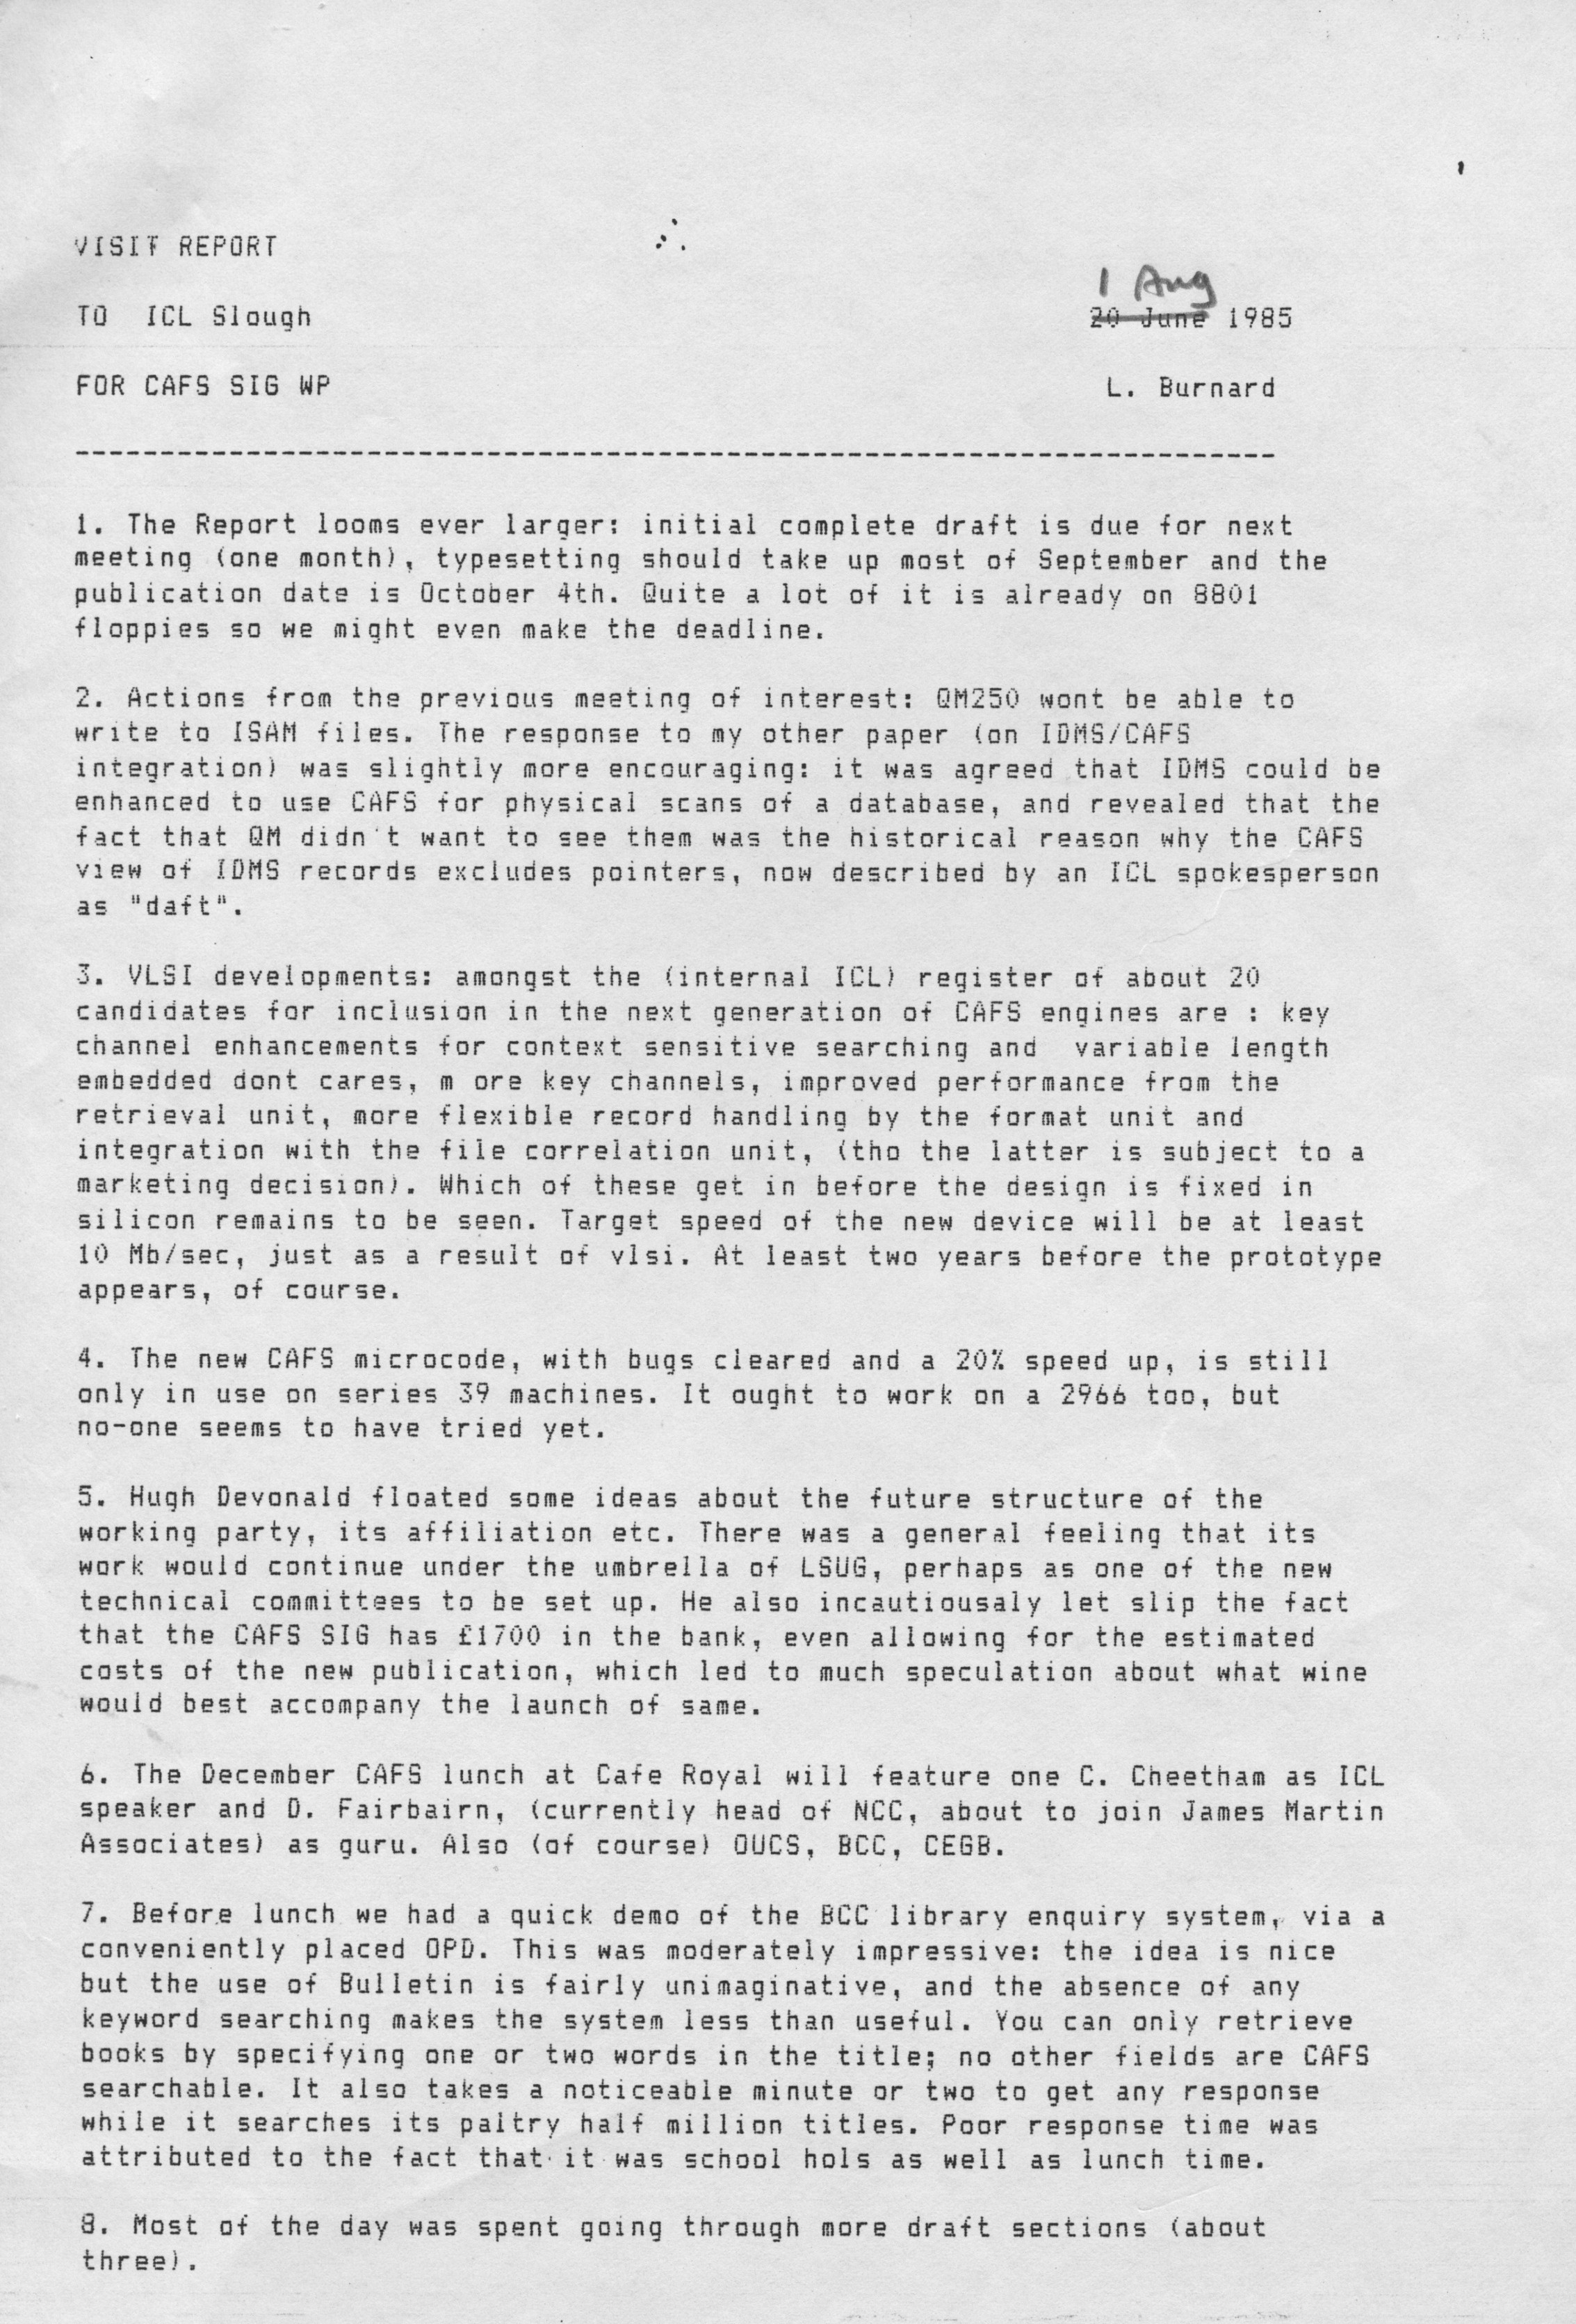 VISIT REPORT
1 Aug
TO  ICL Slough 20 June 1985
FOR CAFS SIG WP L. Burnard
----------------------------------------------------------------------
1. The Report looms ever larger: initial complete draft is due for next
meeting (one month), typesetting should take up most of September and the
publication date is October 4th. Quite a lot of it is already on 8801
floppies so we might even make the deadline.
2. Actions from the previous meeting of interest: QM250 wont be able to
write to ISAM files. The response to my other paper (on IDMS/CAFS
integration) was slightly more encouraging: it was agreed that IDMS could be
enhanced to use CAFS for physical scans of a database, and revealed that the
fact that QM didn't want to see them was the historical reason why the CAFS
view of IDMS records excludes pointers, now described by an ICL spokesperson
as "daft".
3. VLSI developments: amongst the (internal ICL) register of about 20
candidates for inclusion in the next generation of CAFS engines are : key
channel enhancements for context sensitive searching and  variable length
embedded dont cares, m ore key channels, improved performance from the
retrieval unit, more flexible record handling by the format unit and
integration with the file correlation unit, (tho the latter is subject to a
marketing decision). Which of these get in before the design is fixed in
silicon remains to be seen. Target speed of the new device will be at least
10 Mb/sec, just as a result of vlsi. At least two years before the prototype
appears, of course.
4. The new CAFS microcode, with bugs cleared and a 20% speed up, is still
only in use on series 39 machines. It ought to work on a 2966 too, but
no-one seems to have tried yet.
5. Hugh Devonald floated some ideas about the future structure of the
working party, its affiliation etc. There was a general feeling that its
work would continue under the umbrella of LSUG, perhaps as one of the new
technical committees to be set up. He also incautiousaly let slip the fact
that the CAFS SIG has £1700 in the bank, even allowing for the estimated
costs of the new publication, which led to much speculation about what wine
would best accompany the launch of same.
6. The December CAFS lunch at Cafe Royal will feature one C. Cheetham as ICL
speaker and D. Fairbairn, (currently head of NCC, about to join James Martin
Associates) as guru. Also (of course) OUCS, BCC, CEGB.
7. Before lunch we had a quick demo of the BCC library enquiry system, via a
conveniently placed OPD. This was moderately impressive: the idea is nice
but the use of Bulletin is fairly unimaginative, and the absence of any
keyword searching makes the system less than useful. You can only retrieve
books by specifying one or two words in the title; no other fields are CAFS
searchable. It also takes a noticeable minute or two to get any response
while it searches its paltry half million titles. Poor response time was
attributed to the fact that it was school hols as well as lunch time.
8. Most of the day was spent going through more draft sections (about
three).